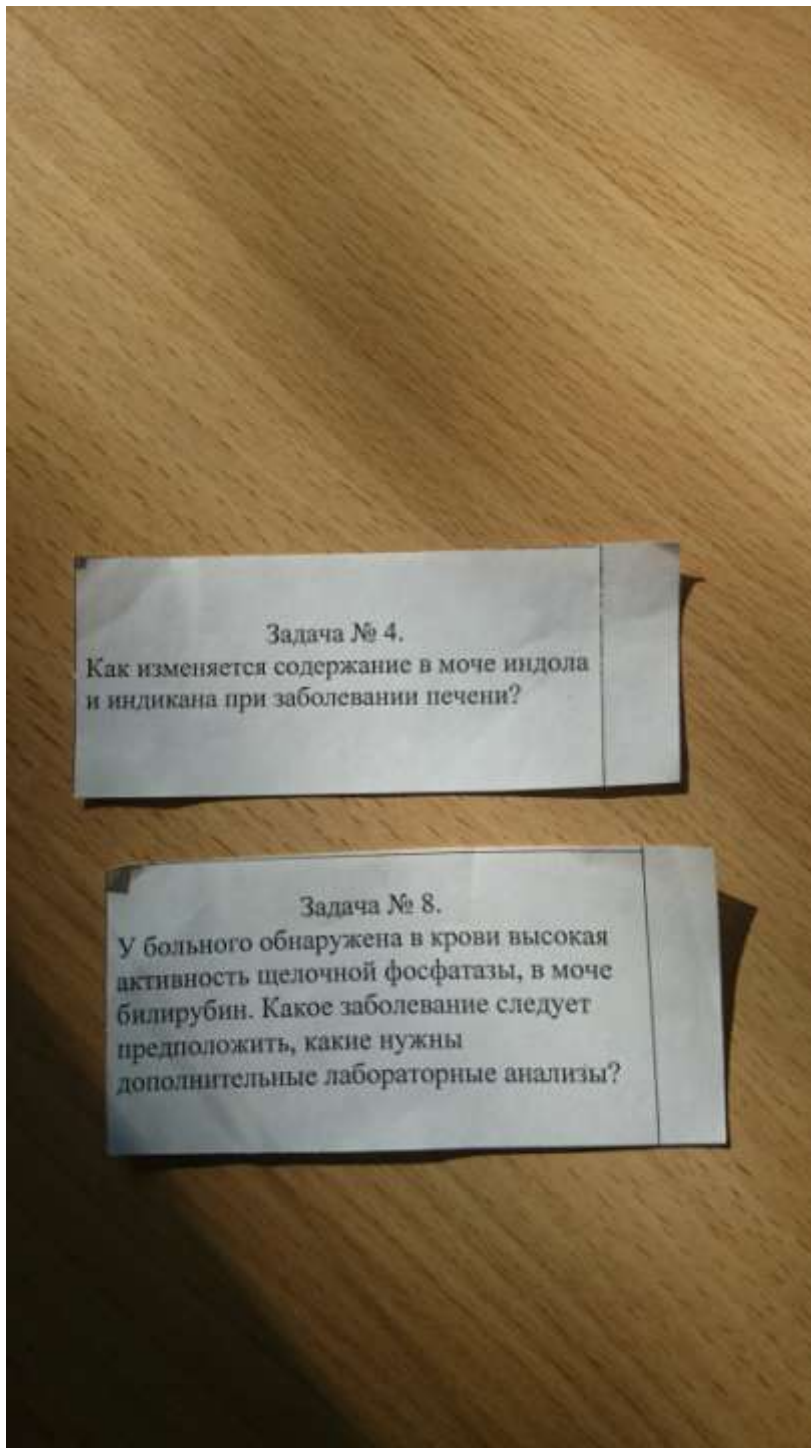 Задача № 4.
Как изменяется содержание в моче индола
и индикана при заболевании печени?
Задача № 8.
У больного обнаружена в крови высокая
активность щелочной фосфатазы, в моче
билирубин. Какое заболевание следует
предположить, какие нужны
дополнительные лабораторные анализы?